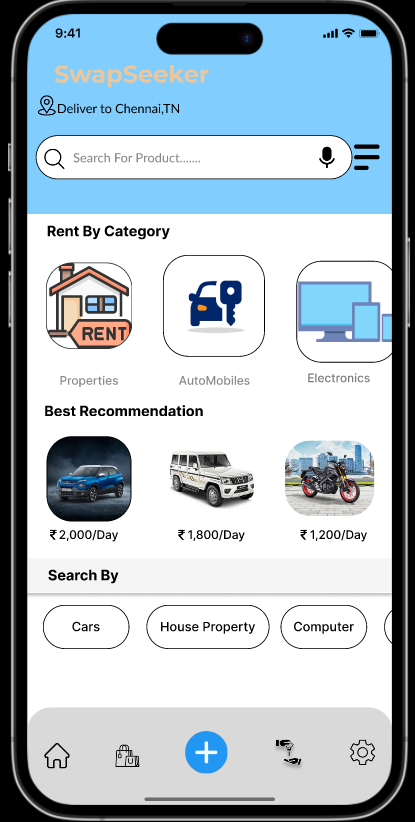 9:41
SwapSeeker
Deliver to Chennai,TN
Search For Product.......
Rent By Category
RENT
Properties AutoMobiles Electronics
Best Recommendation
₹ 2,000/Day ₹ 1,800/Day ₹ 1,200/Day
Search By
Cars House Property Computer